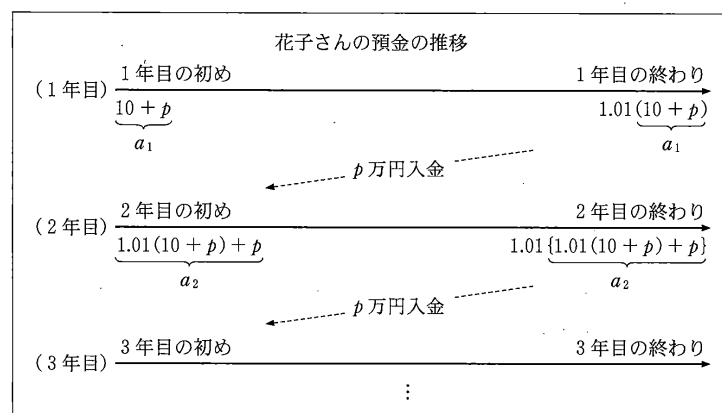 花子さんの預金の推移
1年目の初め 1年目の終わり
(1年目)
10 + p 1.01(10 + p)
a₁ a₁
p万円入金
2年目の初め 2年目の終わり
(2年目)
1.01(10 + p) + p 1.01{1.01(10 + p) + p}
a₂ a₂
p万円入金
3年目の初め 3年目の終わり
(3年目)
⋮